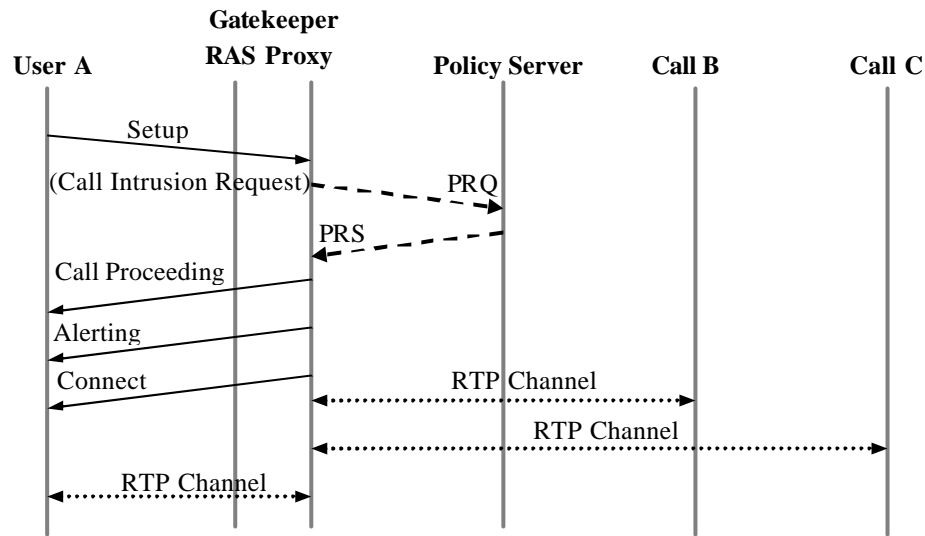 Gatekeeper
User A
RAS Proxy
Policy Server
Call B
Call C
Setup
(Call Intrusion Request)
PRQ
PRS
Call Proceeding
Alerting
Connect
RTP Channel
RTP Channel
RTP Channel